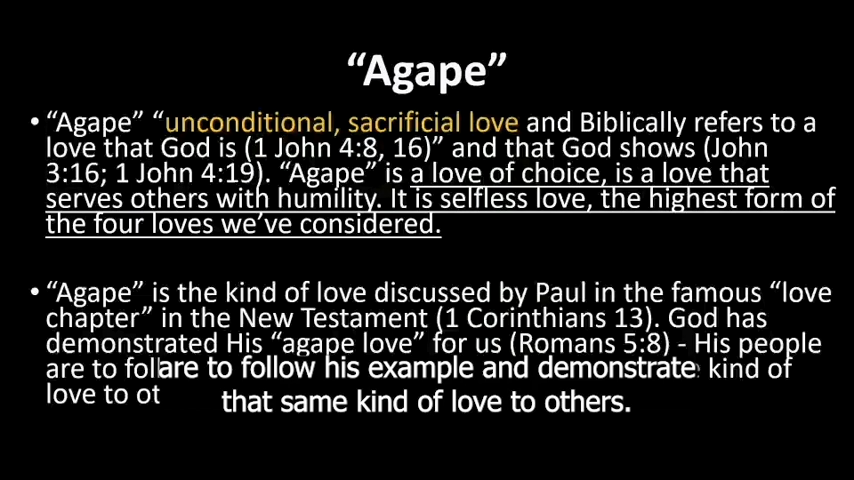 “Agape”
• “Agape” “unconditional, sacrificial love and Biblically refers to a
love that God is (1 John 4:8, 16)” and that God shows (John
3:16; 1 John 4:19). “Agape” is a love of choice, is a love that
serves others with humility. It is selfless love, the highest form of
the four loves we’ve considered.
• “Agape” is the kind of love discussed by Paul in the famous “love
chapter” in the New Testament (1 Corinthians 13). God has
demonstrated His “agape love” for us (Romans 5:8) - His people
are to fol kind of
love to ot
are to follow his example and demonstrate
that same kind of love to others.